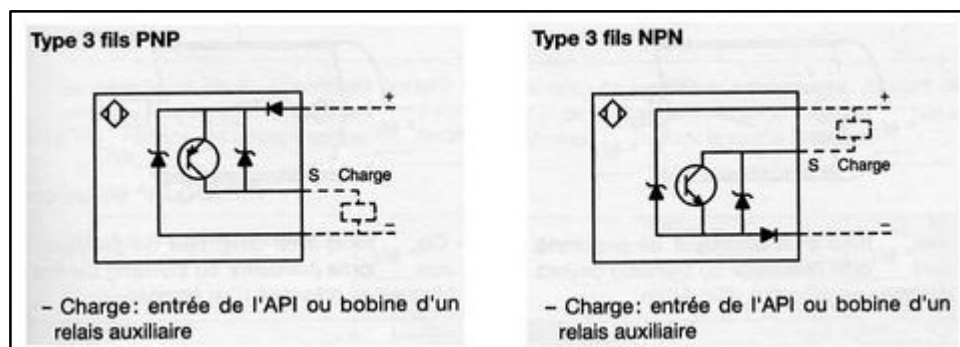 Type 3 fils PNP
+
S Charge
−
– Charge: entrée de l'API ou bobine d'un
relais auxiliaire
Type 3 fils NPN
+
S Charge
−
– Charge: entrée de l'API ou bobine d'un
relais auxiliaire